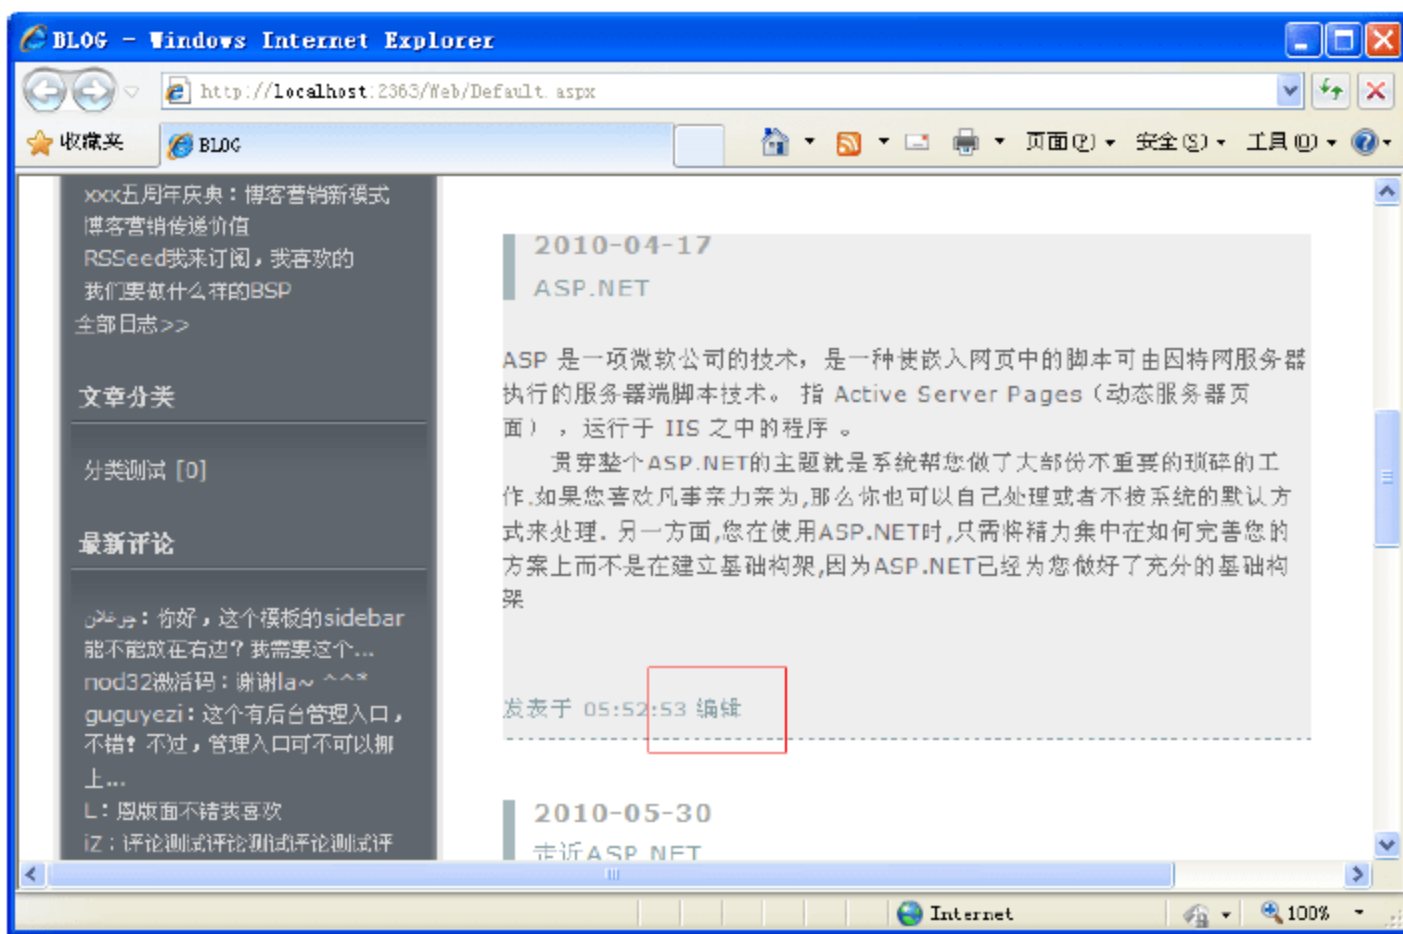 BLOG - Windows Internet Explorer
http://localhost:2363/Web/Default.aspx
收藏夹
BLOG
页面(P)
安全(S)
工具(O)
xxx五周年庆典：博客营销新模式
博客营销传递价值
RSSeed我来订阅，我喜欢的
我们要做什么样的BSP
全部日志>>
文章分类
分类测试 [0]
最新评论
：你好，这个模板的sidebar
能不能放在右边？我需要这个...
nod32激活码：谢谢la~ ^^*
guguyezi：这个有后台管理入口，
不错！不过，管理入口可不可以挪
上...
L：恩版面不错我喜欢
iZ：评论测试评论测试评论测试评
2010-04-17
ASP.NET
ASP 是一项微软公司的技术，是一种使嵌入网页中的脚本可由因特网服务器
执行的服务器端脚本技术。 指 Active Server Pages（动态服务器页
面） ，运行于 IIS 之中的程序 。
贯穿整个ASP.NET的主题就是系统帮您做了大部份不重要的琐碎的工
作.如果您喜欢凡事亲力亲为,那么你也可以自己处理或者不按系统的默认方
式来处理. 另一方面,您在使用ASP.NET时,只需将精力集中在如何完善您的
方案上而不是在建立基础构架,因为ASP.NET已经为您做好了充分的基础构
架
发表于 05:52:53 编辑
2010-05-30
走近ASP.NET
Internet
100%